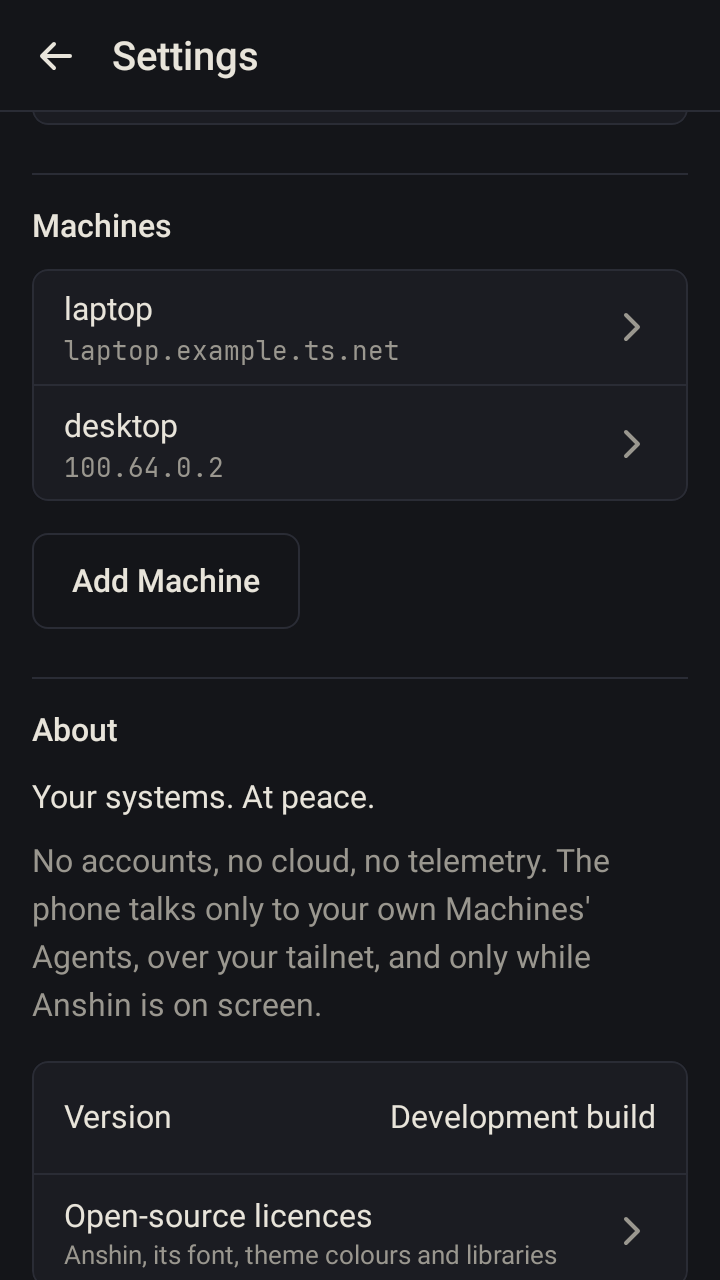 Settings
Machines
laptop
laptop.example.ts.net
desktop
100.64.0.2
Add Machine
About
Your systems. At peace.
No accounts, no cloud, no telemetry. The
phone talks only to your own Machines'
Agents, over your tailnet, and only while
Anshin is on screen.
Version Development build
Open-source licences
Anshin, its font, theme colours and libraries